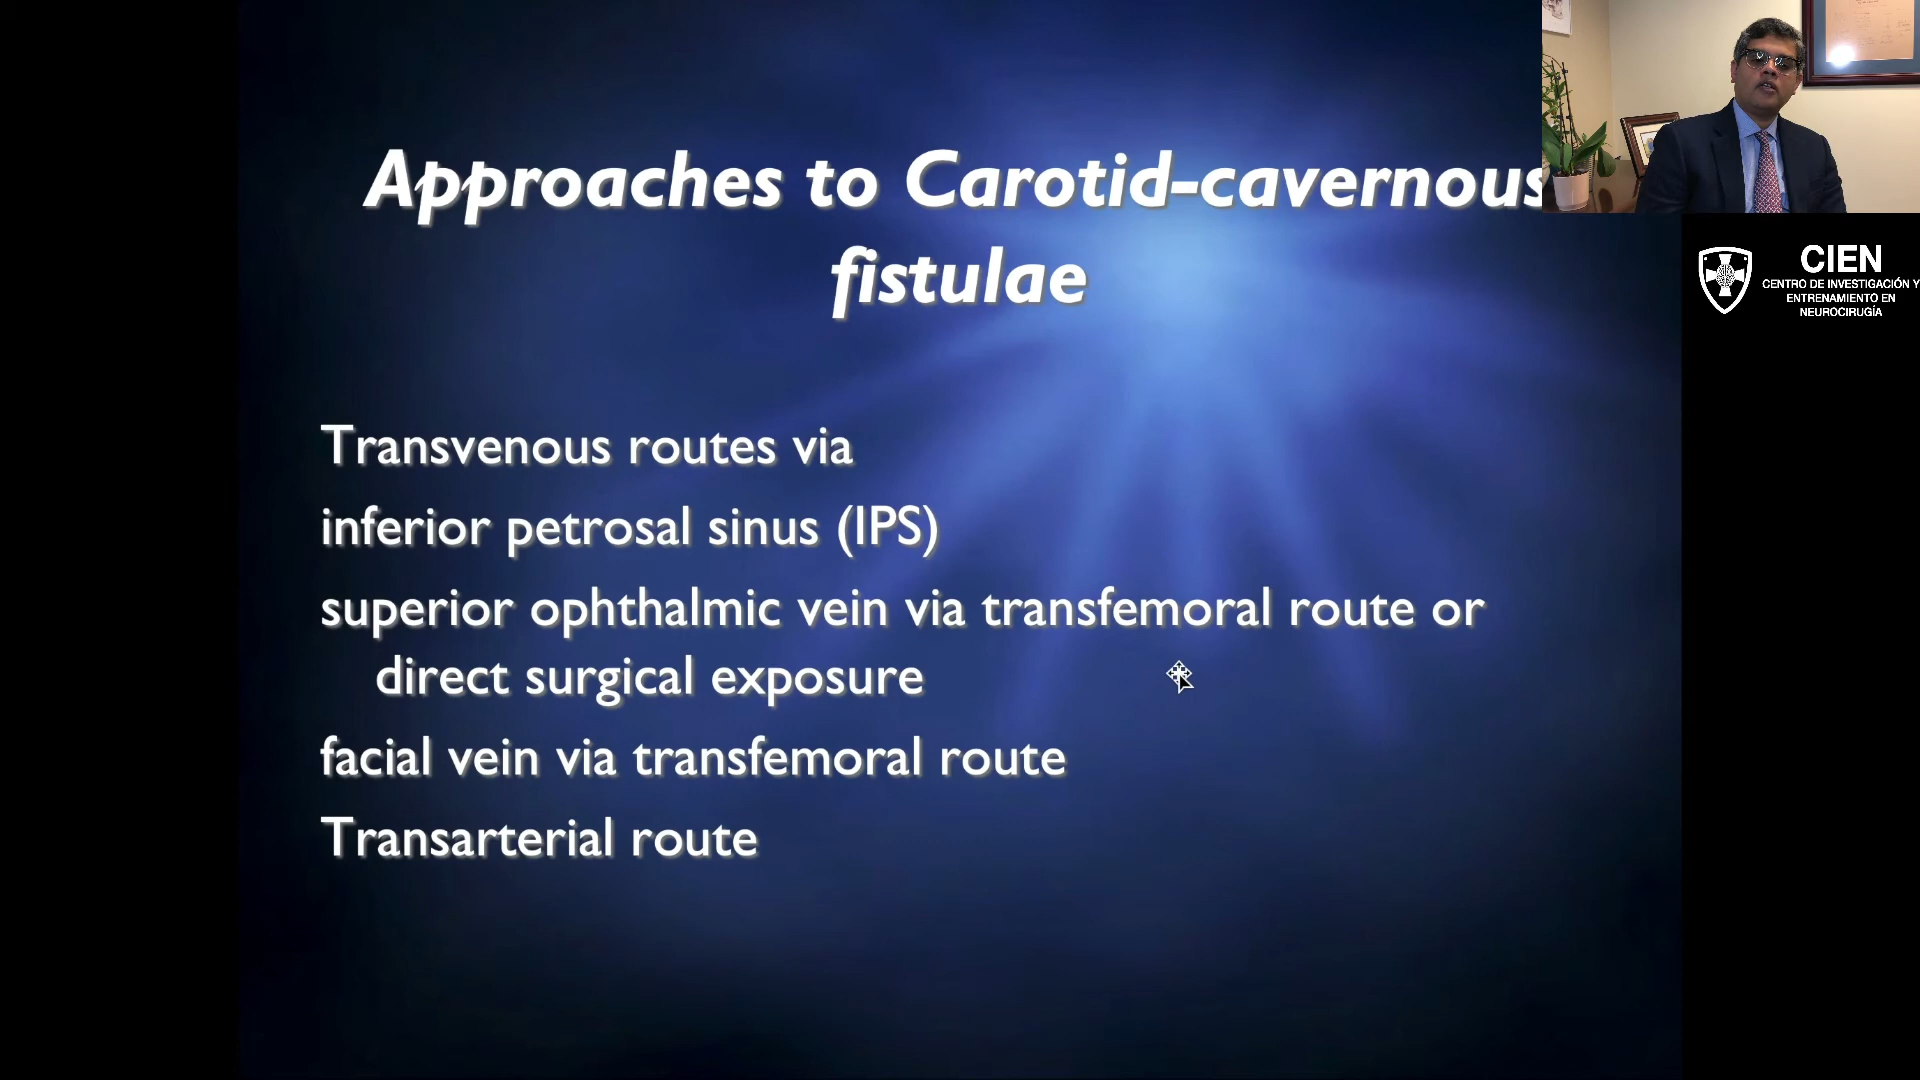 Approaches to Carotid-cavernous
fistulae
Transvenous routes via
inferior petrosal sinus (IPS)
superior ophthalmic vein via transfemoral route or
direct surgical exposure
facial vein via transfemoral route
Transarterial route
CIEN
CENTRO DE INVESTIGACIÓN Y
ENTRENAMIENTO EN
NEUROCIRUGÍA